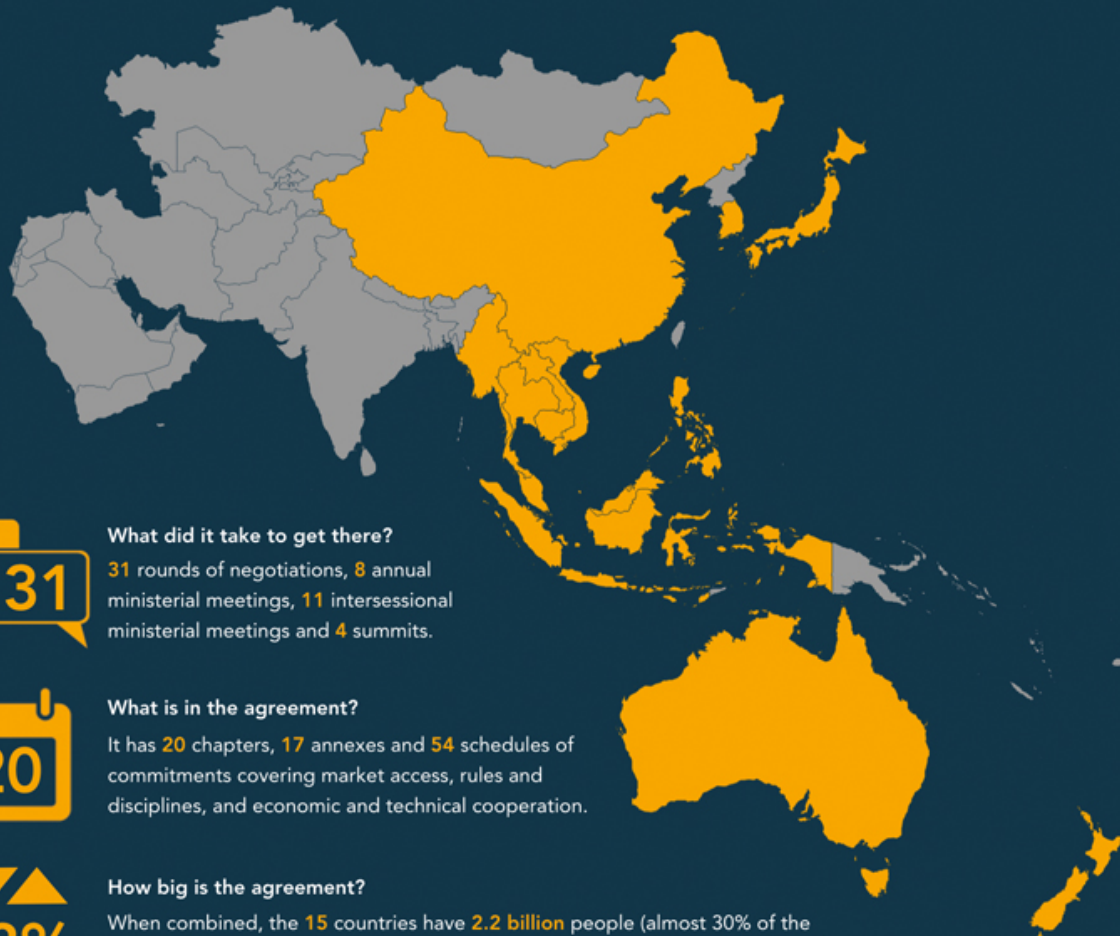 What did it take to get there?
31
31 rounds of negotiations, 8 annual
ministerial meetings, 11 intersessional
ministerial meetings and 4 summits.
What is in the agreement?
20
It has 20 chapters, 17 annexes and 54 schedules of
commitments covering market access, rules and
disciplines, and economic and technical cooperation.
How big is the agreement?
When combined, the 15 countries have 2.2 billion people (almost 30% of the